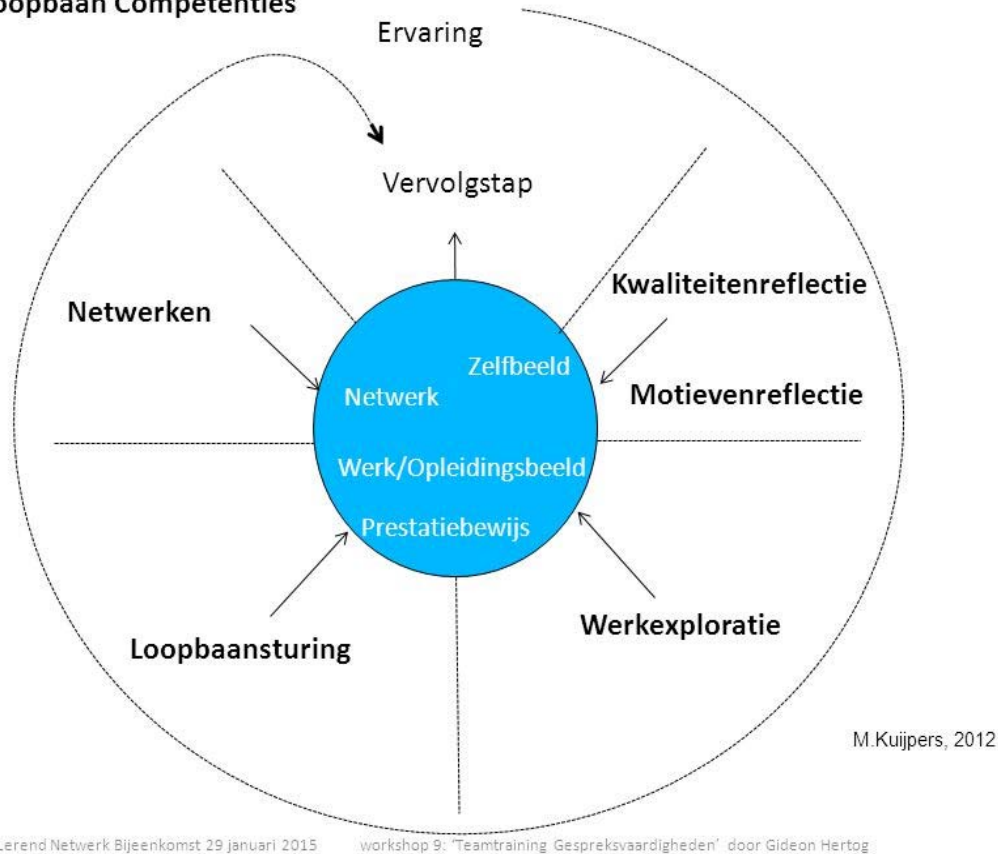 oopbaan Competenties
Ervaring
Vervolgstap
Kwaliteitenreflectie
Netwerken
Zelfbeeld
Netwerk
Motievenreflectie
Werk/Opleidingsbeeld
Prestatiebewijs
Werkexploratie
Loopbaansturing
M.Kuijpers, 2012
Lerend Netwerk Bijeenkomst 29 januari 2015 workshop 9: 'Teamtraining Gespreksvaardigheden' door Gideon Hertog